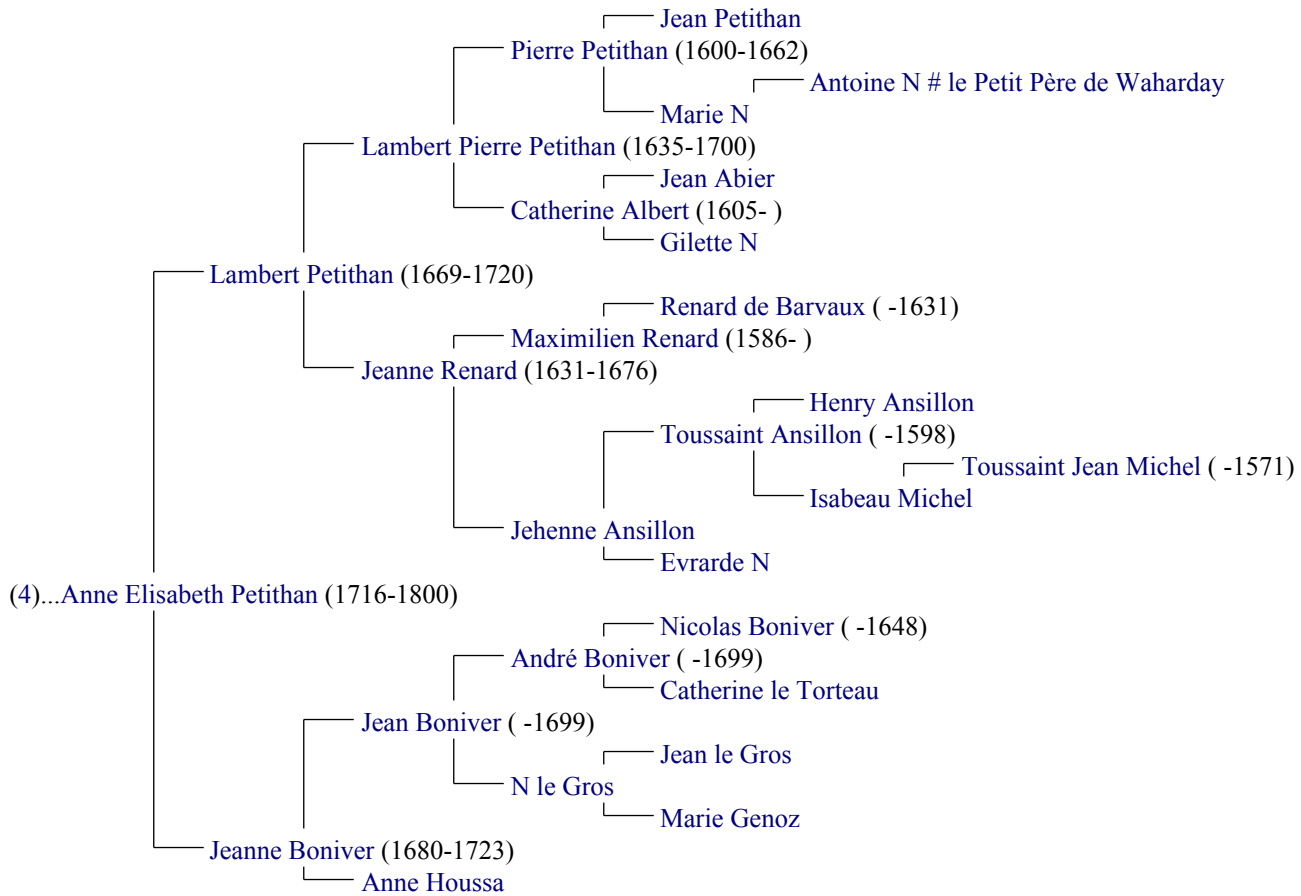 Jean Petithan
Pierre Petithan (1600-1662)
Antoine N # le Petit Père de Waharday
Marie N
Lambert Pierre Petithan (1635-1700)
Jean Abier
Catherine Albert (1605- )
Gilette N
Lambert Petithan (1669-1720)
Renard de Barvaux ( -1631)
Maximilien Renard (1586- )
Jeanne Renard (1631-1676)
Henry Ansillon
Toussaint Ansillon ( -1598)
Toussaint Jean Michel ( -1571)
Isabeau Michel
Jehenne Ansillon
Evrarde N
(4)...Anne Elisabeth Petithan (1716-1800)
Nicolas Boniver ( -1648)
André Boniver ( -1699)
Catherine le Torteau
Jean Boniver ( -1699)
Jean le Gros
N le Gros
Marie Genoz
Jeanne Boniver (1680-1723)
Anne Houssa